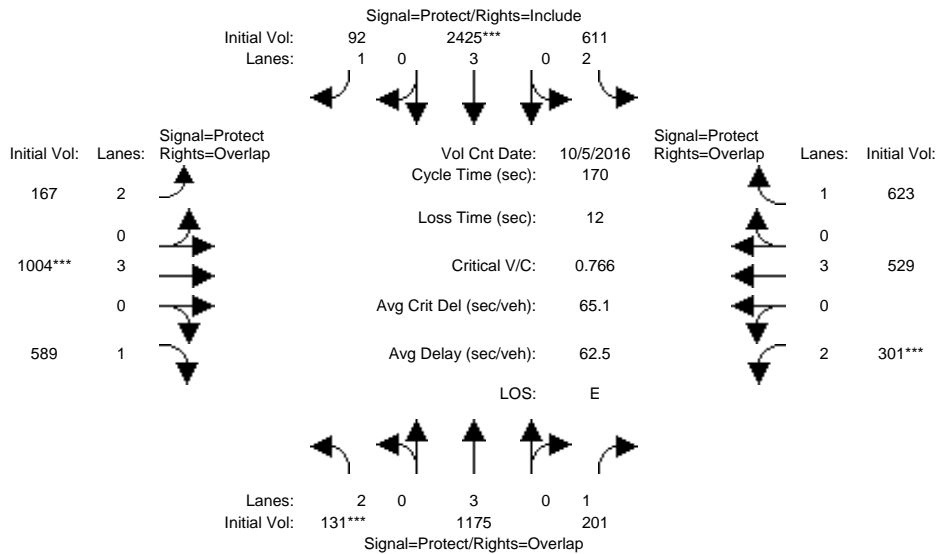 Signal=Protect/Rights=Include
Initial Vol: 92 2425*** 611
Lanes: 1 0 3 0 2
Signal=Protect
Rights=Overlap
Initial Vol: Lanes:
Vol Cnt Date: 10/5/2016
Signal=Protect
Rights=Overlap
Lanes: Initial Vol:
Cycle Time (sec): 170
167 2
1 623
Loss Time (sec): 12
0
0
1004*** 3
Critical V/C: 0.766
3 529
0
Avg Crit Del (sec/veh): 65.1
0
589 1
Avg Delay (sec/veh): 62.5
2 301***
LOS: E
Lanes: 2 0 3 0 1
Initial Vol: 131*** 1175 201
Signal=Protect/Rights=Overlap